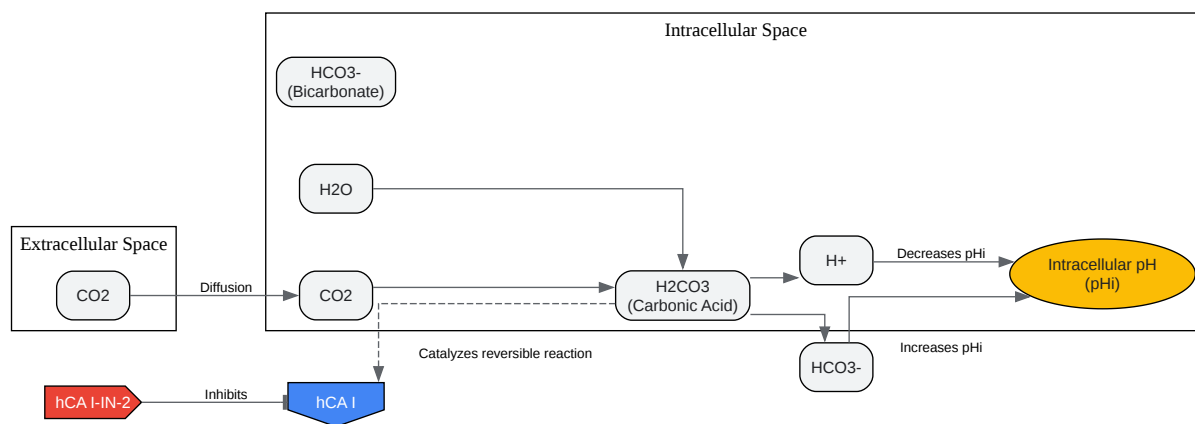 Intracellular Space
HCO3-
(Bicarbonate)
H2O
Extracellular Space
CO2
Diffusion
CO2
H2CO3
(Carbonic Acid)
H+
Decreases pHi
Intracellular pH
(pHi)
Catalyzes reversible reaction
HCO3-
Increases pHi
hCA I-IN-2
Inhibits
hCA I